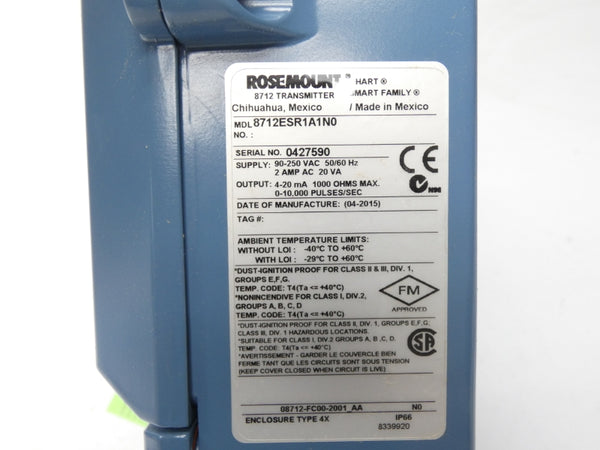 ROSEMOUNT ® HART ®
8712 TRANSMITTER SMART FAMILY ®
Chihuahua, Mexico / Made in Mexico
MDL 8712ESR1A1N0
NO. :
SERIAL NO. 0427590
SUPPLY: 90-250 VAC 50/60 Hz
2 AMP AC 20 VA
OUTPUT: 4-20 mA 1000 OHMS MAX.
0-10,000 PULSES/SEC
CE
DATE OF MANUFACTURE: (04-2015)
TAG #:
AMBIENT TEMPERATURE LIMITS:
WITHOUT LOI : -40°C TO +60°C
WITH LOI : -29°C TO +60°C
*DUST-IGNITION PROOF FOR CLASS II & III, DIV. 1,
GROUPS E,F,G.
TEMP. CODE: T4(Ta <= +40°C)
*NONINCENDIVE FOR CLASS I, DIV.2,
GROUPS A, B, C, D
TEMP. CODE: T4(Ta <= +40°C)
FM
APPROVED
*DUST-IGNITION PROOF FOR CLASS II, DIV. 1, GROUPS E,F,G;
CLASS III, DIV. 1 HAZARDOUS LOCATIONS.
*SUITABLE FOR CLASS I, DIV.2 GROUPS A, B ,C, D.
TEMP. CODE: T4(Ta <= +40°C)
*AVERTISSEMENT - GARDER LE COUVERCLE BIEN
FERME TANT QUE LES CIRCUITS SONT SOUS TENSION
(KEEP COVER CLOSED WHEN CIRCUIT IS LIVE)
08712-FC00-2001_AA N0
ENCLOSURE TYPE 4X IP66
8339920